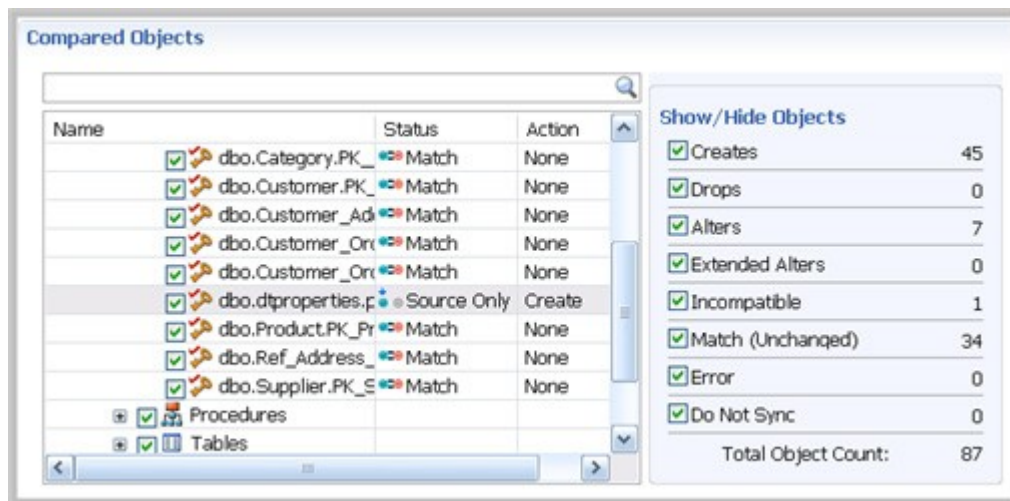 Compared Objects
Name Status Action
dbo.Category.PK_ Match None
dbo.Customer.PK_ Match None
dbo.Customer_Ad Match None
dbo.Customer_Or Match None
dbo.Customer_Or Match None
dbo.dtproperties.p Source Only Create
dbo.Product.PK_Pr Match None
dbo.Ref_Address_ Match None
dbo.Supplier.PK_S Match None
Procedures
Tables
Show/Hide Objects
Creates 45
Drops 0
Alters 7
Extended Alters 0
Incompatible 1
Match (Unchanged) 34
Error 0
Do Not Sync 0
Total Object Count: 87